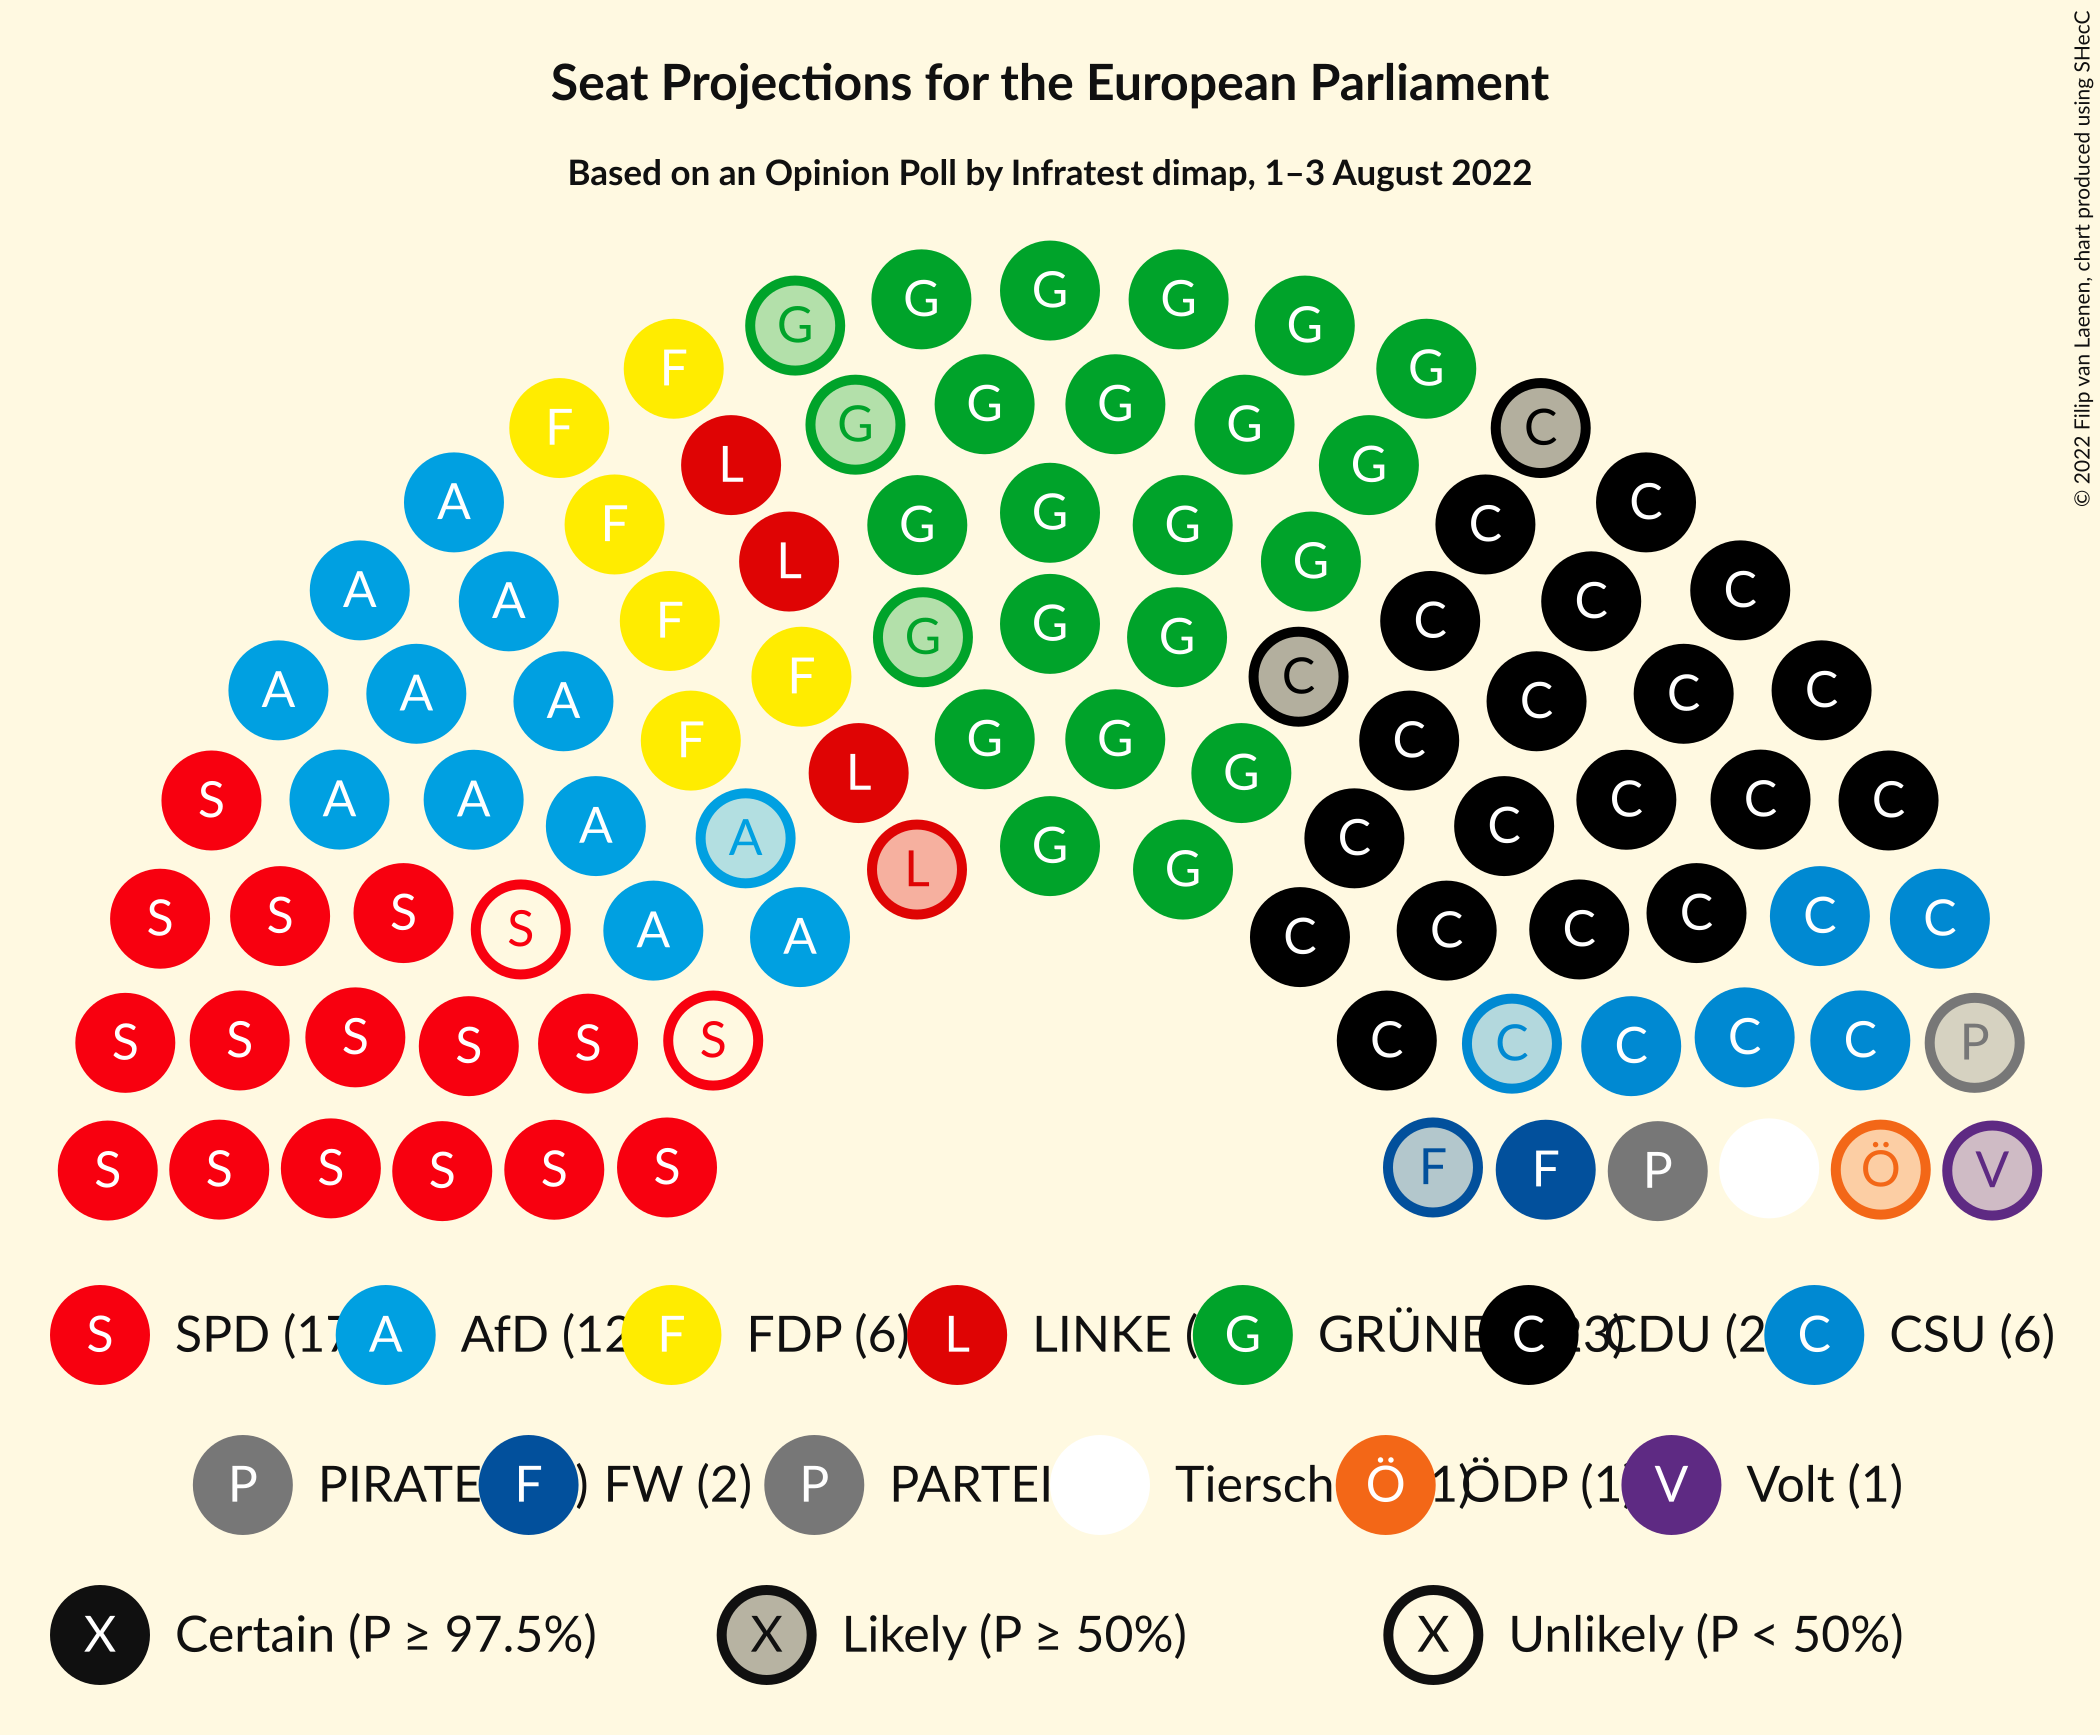 Seat Projections for the European Parliament
Based on an Opinion Poll by Infratest dimap, 1–3 August 2022
© 2022 Filip van Laenen, chart produced using SHecC
G G G G G
F G
F G G G G C
L G
A F L G G G G C C
A A F G G G G C C C
A A A F F C C C C C
S A A A F A L G G G C C C C C C
S S S S A A L G G C C C C C C
S S S S S S C C C C C P
S S S S S S F F P Ö V
S SPD (17 A AfD (12 F FDP (6) L LINKE ( G GRÜNE C 23) CDU (2 C CSU (6)
P PIRATE F ) FW (2) P PARTEI Tiersch Ö 1) ÖDP (1) V Volt (1)
X Certain (P ≥ 97.5%) X Likely (P ≥ 50%) X Unlikely (P < 50%)